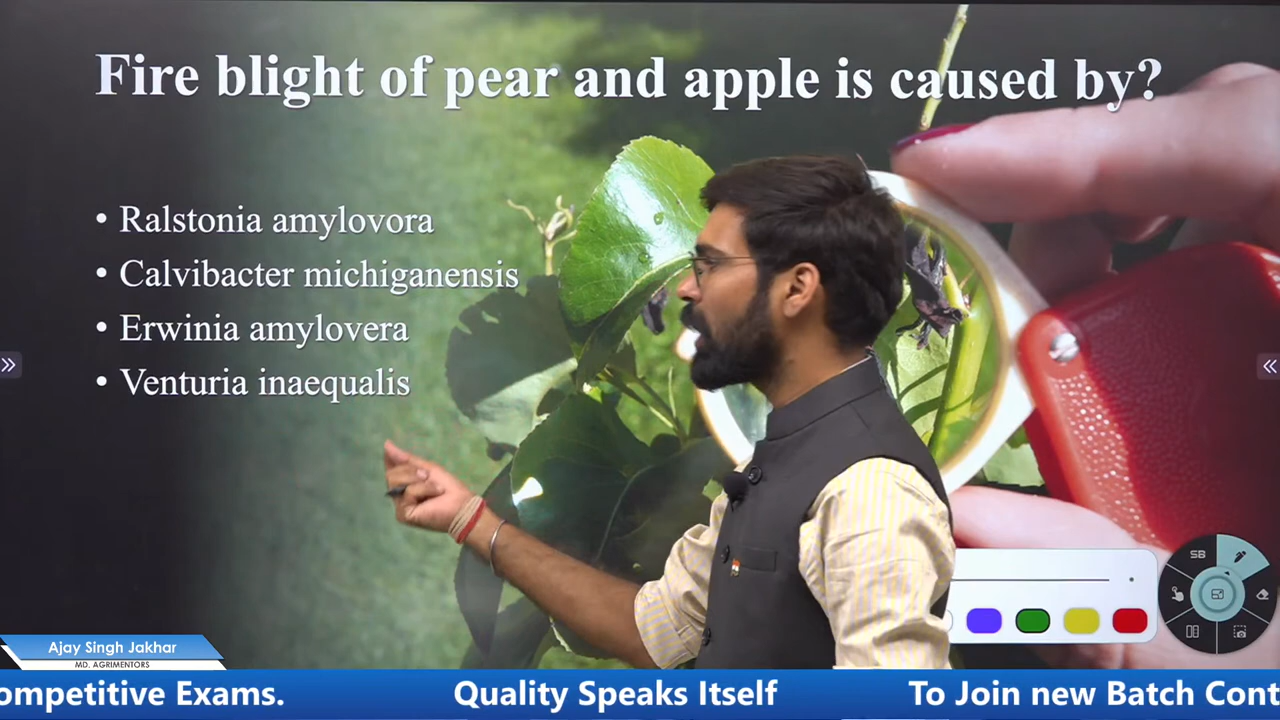 Fire blight of pear and apple is caused by?
• Ralstonia amylovora
• Calvibacter michiganensis
• Erwinia amylovera
• Venturia inaequalis
SB
Ajay Singh Jakhar
MD. AGRIMENTORS
ompetitive Exams. Quality Speaks Itself To Join new Batch Cont